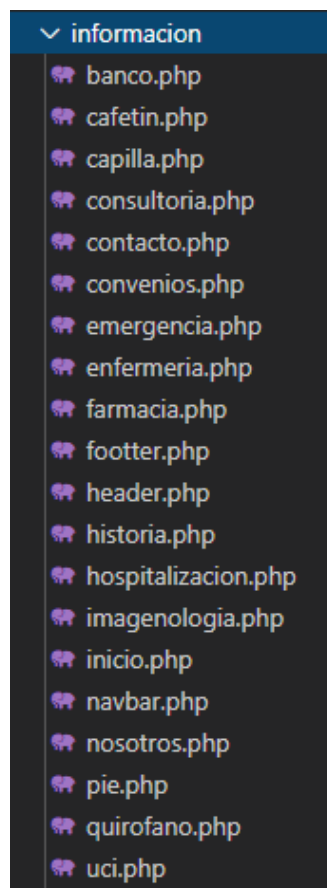 informacion
banco.php
cafetin.php
capilla.php
consultoria.php
contacto.php
convenios.php
emergencia.php
enfermeria.php
farmacia.php
footter.php
header.php
historia.php
hospitalizacion.php
imagenologia.php
inicio.php
navbar.php
nosotros.php
pie.php
quirofano.php
uci.php